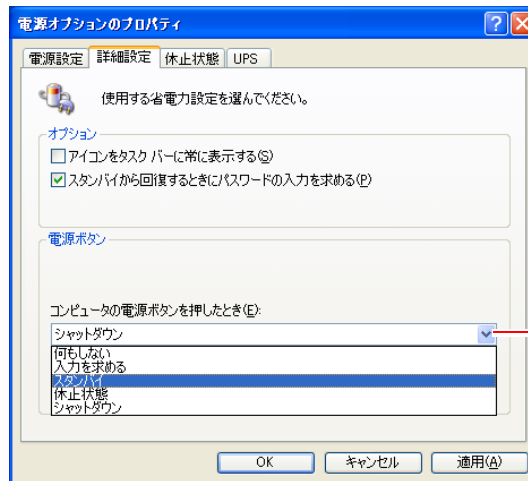 電源オプションのプロパティ
電源設定 詳細設定 休止状態 UPS
使用する省電力設定を選んでください。
オプション
アイコンをタスク バーに常に表示する(S)
スタンバイから回復するときにパスワードの入力を求める(P)
電源ボタン
コンピュータの電源ボタンを押したとき(E):
シャットダウン
何もしない
入力を求める
スタンバイ
休止状態
シャットダウン
OK キャンセル 適用(A)